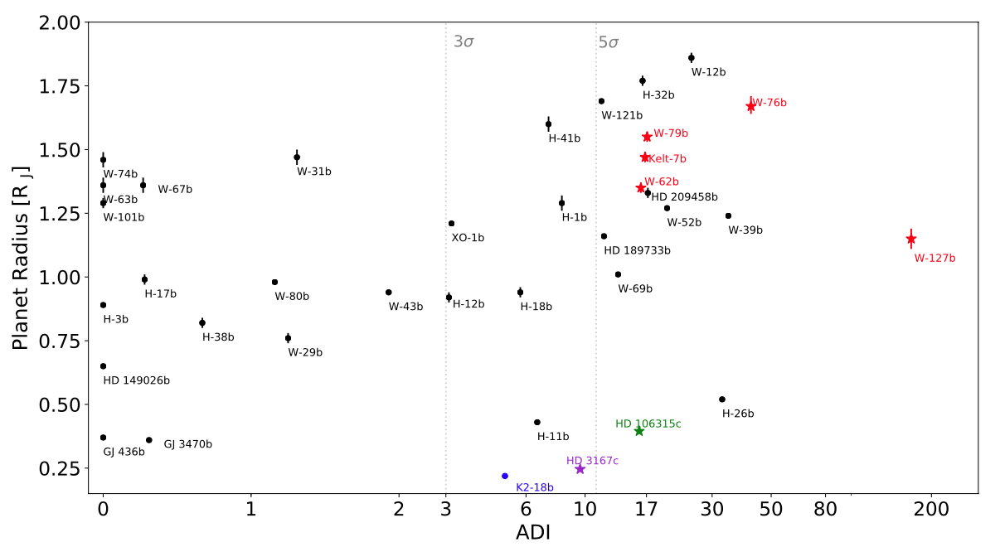 2.00
3σ
5σ
W-12b
1.75
H-32b
W-76b
W-121b
H-41b
W-79b
1.50
Kelt-7b
W-74b
W-31b
W-62b
W-67b
W-63b
HD 209458b
1.25
W-101b
H-1b
W-52b
W-39b
XO-1b
HD 189733b
W-127b
1.00
H-17b
W-80b
W-69b
W-43b
H-12b
H-18b
H-3b
0.75
H-38b
W-29b
HD 149026b
0.50
H-26b
HD 106315c
H-11b
GJ 436b
GJ 3470b
HD 3167c
0.25
K2-18b
0 1 2 3 6 10 17 30 50 80 200
ADI
Planet Radius [R J]